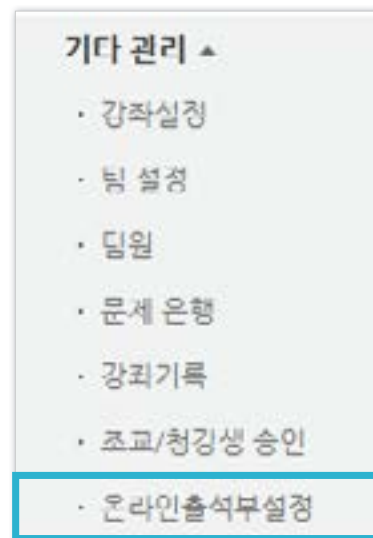 기타 관리 ▲
· 강좌설정
· 팀 설정
· 팀원
· 문제 은행
· 강좌기록
· 조교/청강생 승인
· 온라인출석부설정